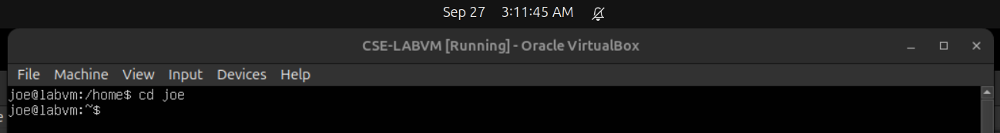 Sep 27 3:11:45 AM
CSE-LABVM [Running] - Oracle VirtualBox
File Machine View Input Devices Help
joe@labvm:/home$ cd joe
joe@labvm:~$
e